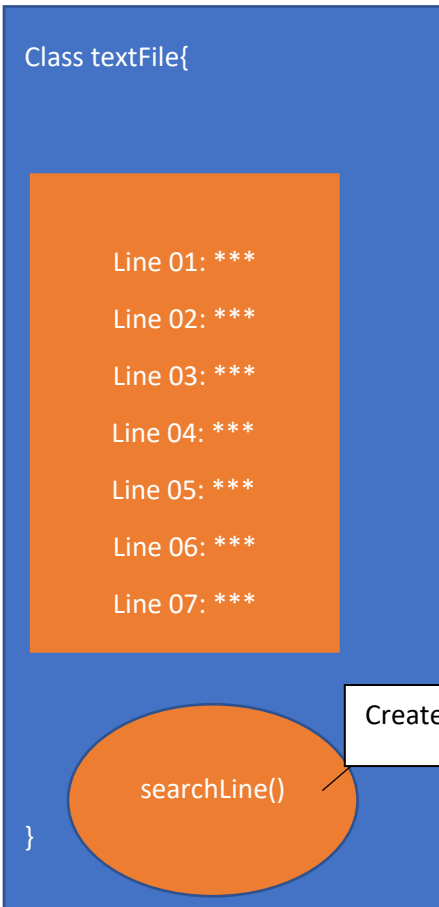 Class textFile{
Line 01: ***
Line 02: ***
Line 03: ***
Line 04: ***
Line 05: ***
Line 06: ***
Line 07: ***
Create
searchLine()
}